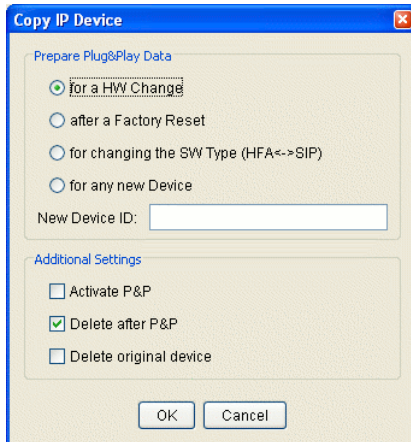 Copy IP Device
Prepare Plug&Play Data
for a HW Change
after a Factory Reset
for changing the SW Type (HFA<->SIP)
for any new Device
New Device ID:
Additional Settings
Activate P&P
Delete after P&P
Delete original device
OK Cancel